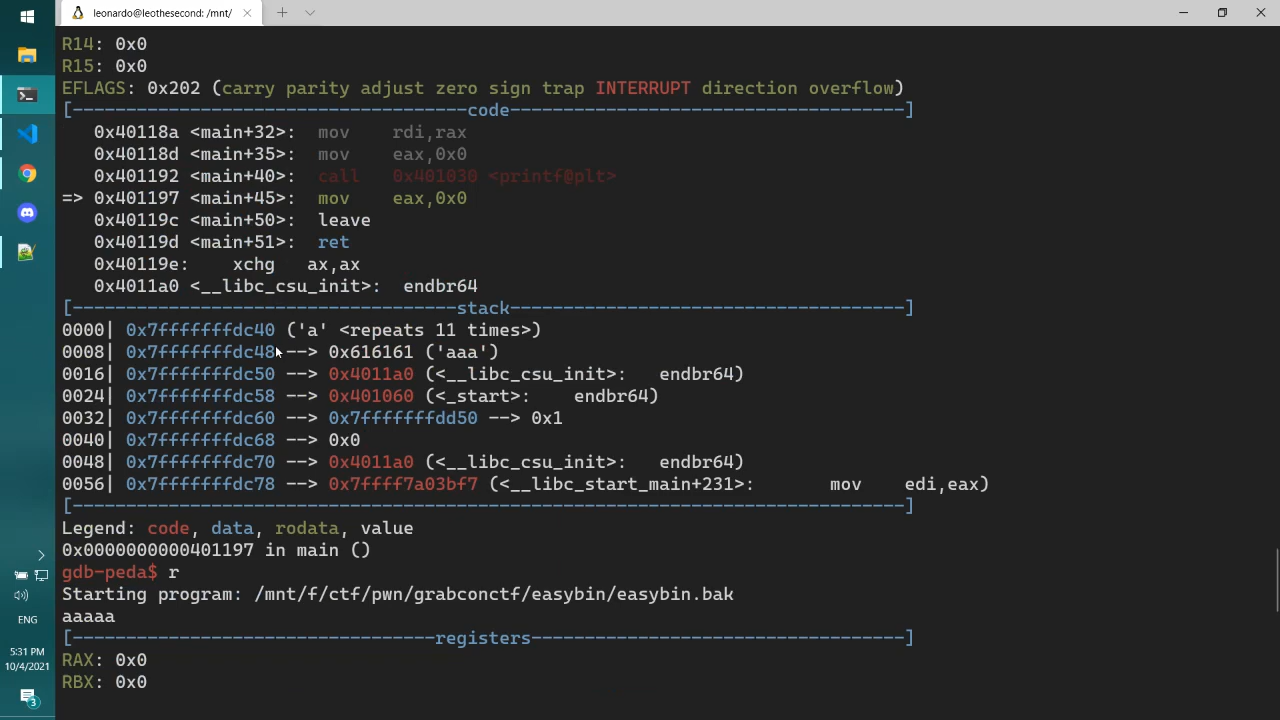 leonardo@leothesecond: /mnt/
R14: 0x0
R15: 0x0
EFLAGS: 0x202 (carry parity adjust zero sign trap INTERRUPT direction overflow)
[----------------------------------code----------------------------------]
   0x40118a <main+32>:	mov    rdi,rax
   0x40118d <main+35>:	mov    eax,0x0
   0x401192 <main+40>:	call   0x401030 <printf@plt>
=> 0x401197 <main+45>:	mov    eax,0x0
   0x40119c <main+50>:	leave
   0x40119d <main+51>:	ret
   0x40119e:	xchg   ax,ax
   0x4011a0 <__libc_csu_init>:	endbr64
[----------------------------------stack----------------------------------]
0000| 0x7fffffffdc40 ('a' <repeats 11 times>)
0008| 0x7fffffffdc48 --> 0x616161 ('aaa')
0016| 0x7fffffffdc50 --> 0x4011a0 (<__libc_csu_init>:	endbr64)
0024| 0x7fffffffdc58 --> 0x401060 (<_start>:	endbr64)
0032| 0x7fffffffdc60 --> 0x7fffffffdd50 --> 0x1
0040| 0x7fffffffdc68 --> 0x0
0048| 0x7fffffffdc70 --> 0x4011a0 (<__libc_csu_init>:	endbr64)
0056| 0x7fffffffdc78 --> 0x7ffff7a03bf7 (<__libc_start_main+231>:	mov    edi,eax)
[------------------------------------------------------------------------------]
Legend: code, data, rodata, value
0x0000000000401197 in main ()
gdb-peda$ r
Starting program: /mnt/f/ctf/pwn/grabconctf/easybin/easybin.bak
aaaaa
[----------------------------------registers-----------------------------------]
RAX: 0x0
RBX: 0x0
ENG
5:31 PM
10/4/2021
3